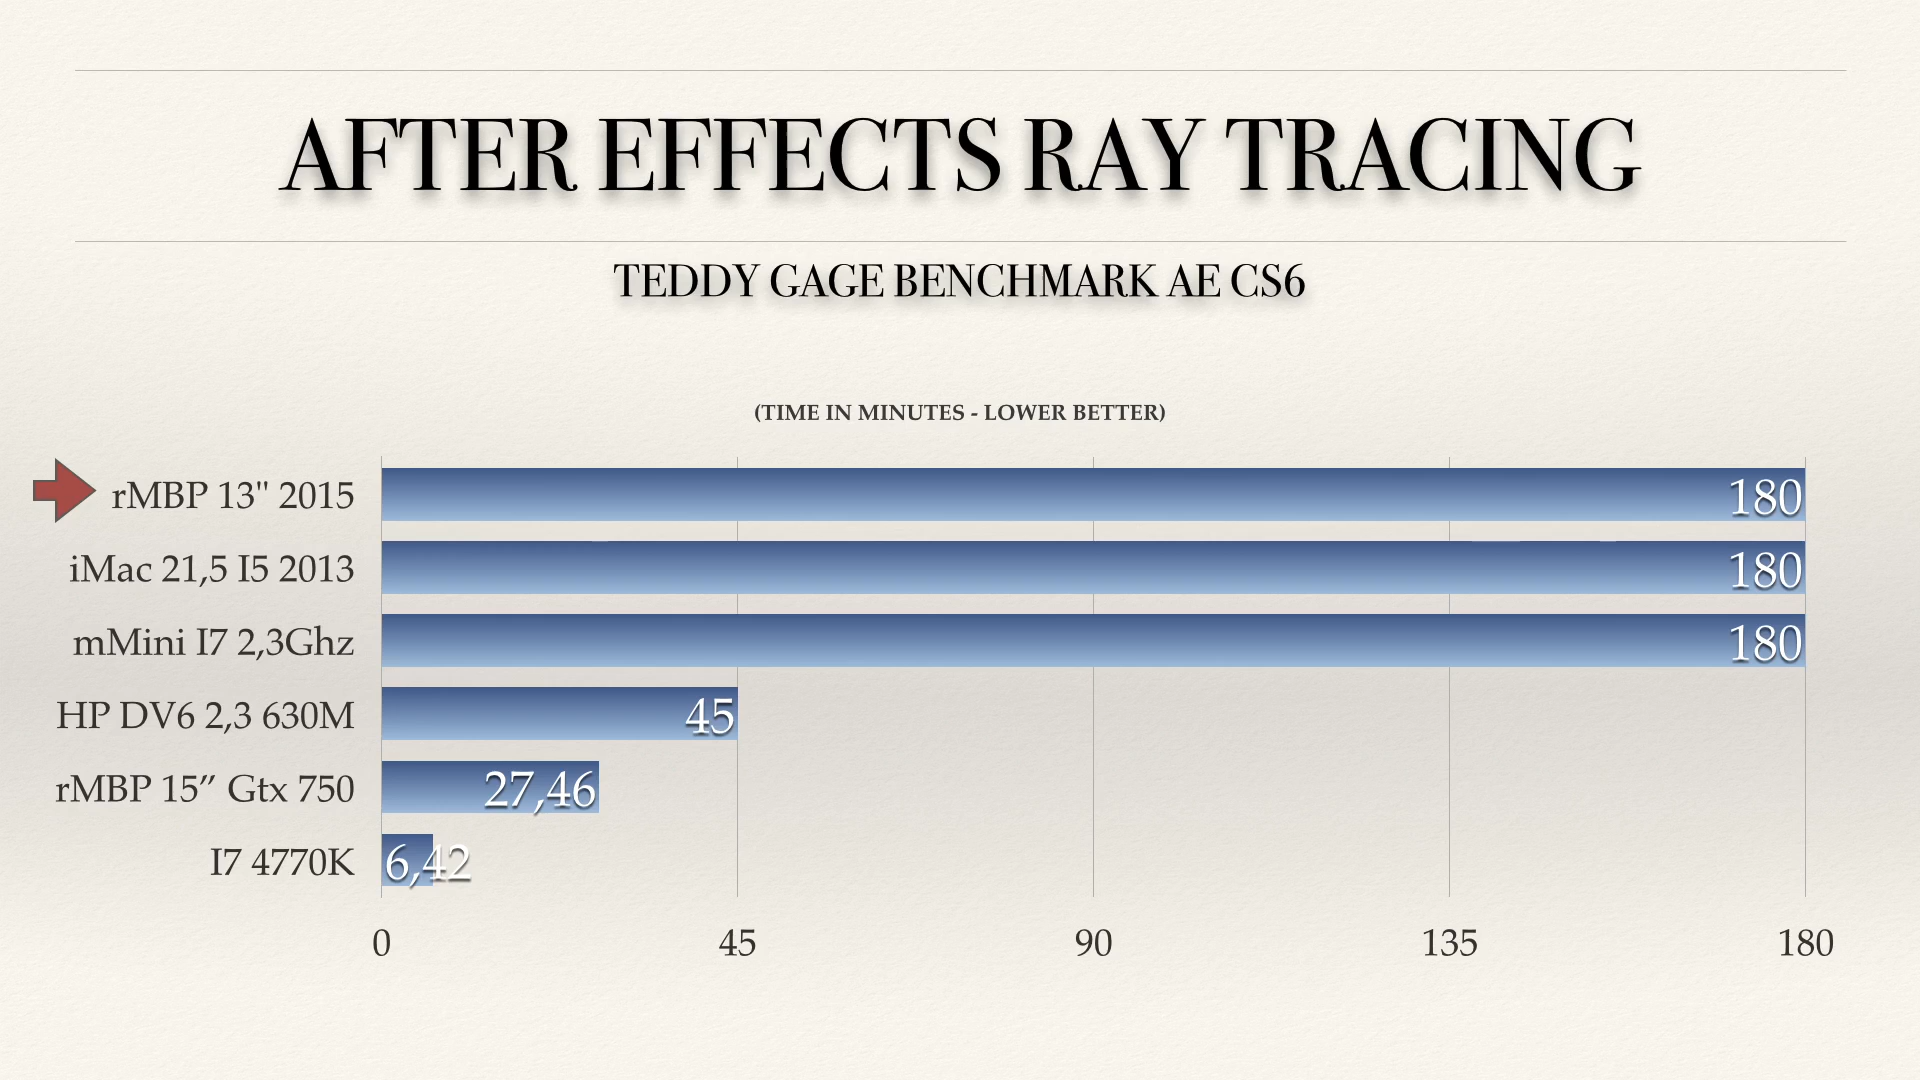 AFTER EFFECTS RAY TRACING
TEDDY GAGE BENCHMARK AE CS6
(TIME IN MINUTES - LOWER BETTER)
rMBP 13" 2015 180
iMac 21,5 I5 2013 180
mMini I7 2,3Ghz 180
HP DV6 2,3 630M 45
rMBP 15” Gtx 750 27,46
I7 4770K 6,42
0 45 90 135 180